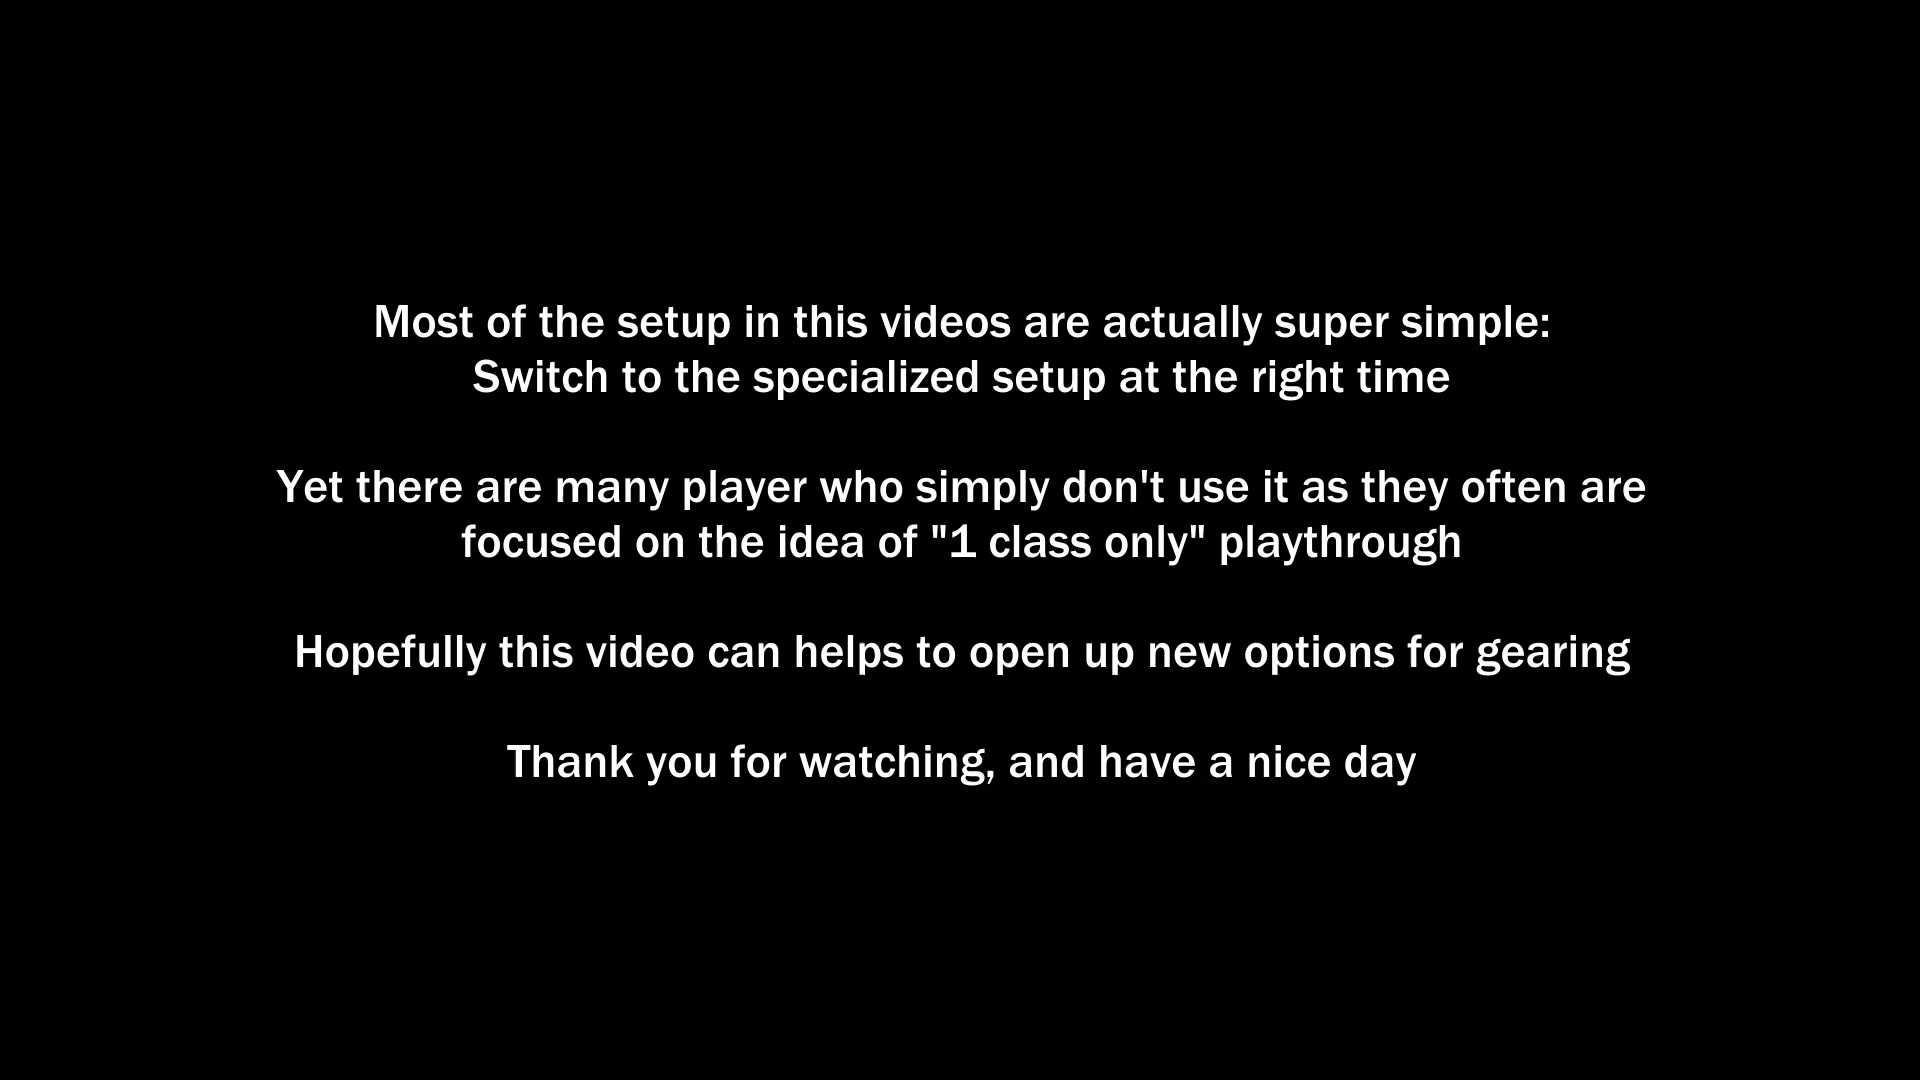 Most of the setup in this videos are actually super simple:
Switch to the specialized setup at the right time
Yet there are many player who simply don't use it as they often are
focused on the idea of "1 class only" playthrough
Hopefully this video can helps to open up new options for gearing
Thank you for watching, and have a nice day